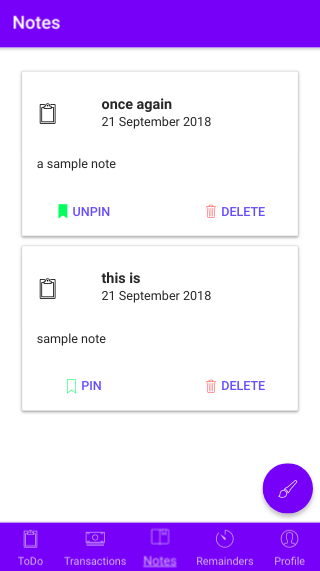 Notes
once again
21 September 2018
a sample note
UNPIN DELETE
this is
21 September 2018
sample note
PIN DELETE
ToDo Transactions Notes Remainders Profile